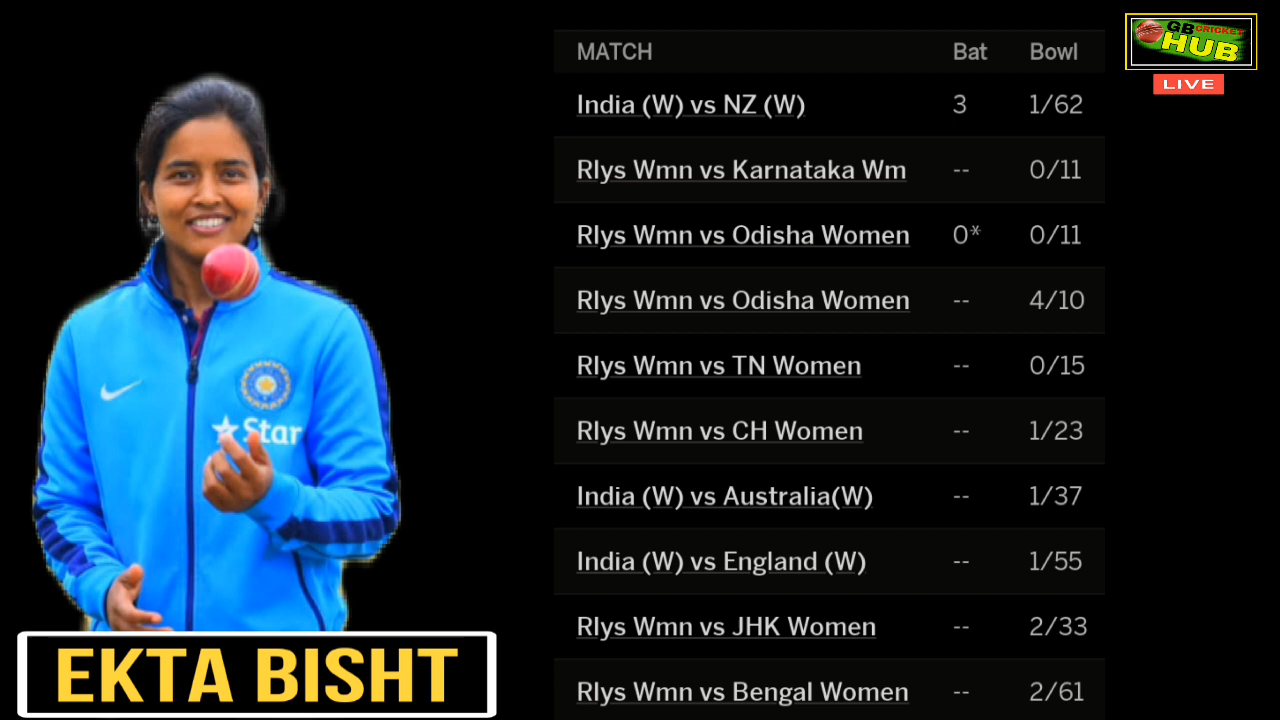 MATCH Bat Bowl
India (W) vs NZ (W) 3 1/62
Rlys Wmn vs Karnataka Wm -- 0/11
Rlys Wmn vs Odisha Women 0* 0/11
Rlys Wmn vs Odisha Women -- 4/10
Rlys Wmn vs TN Women -- 0/15
Rlys Wmn vs CH Women -- 1/23
India (W) vs Australia(W) -- 1/37
India (W) vs England (W) -- 1/55
Rlys Wmn vs JHK Women -- 2/33
Rlys Wmn vs Bengal Women -- 2/61
GB CRICKET
HUB
LIVE
Star
EKTA BISHT